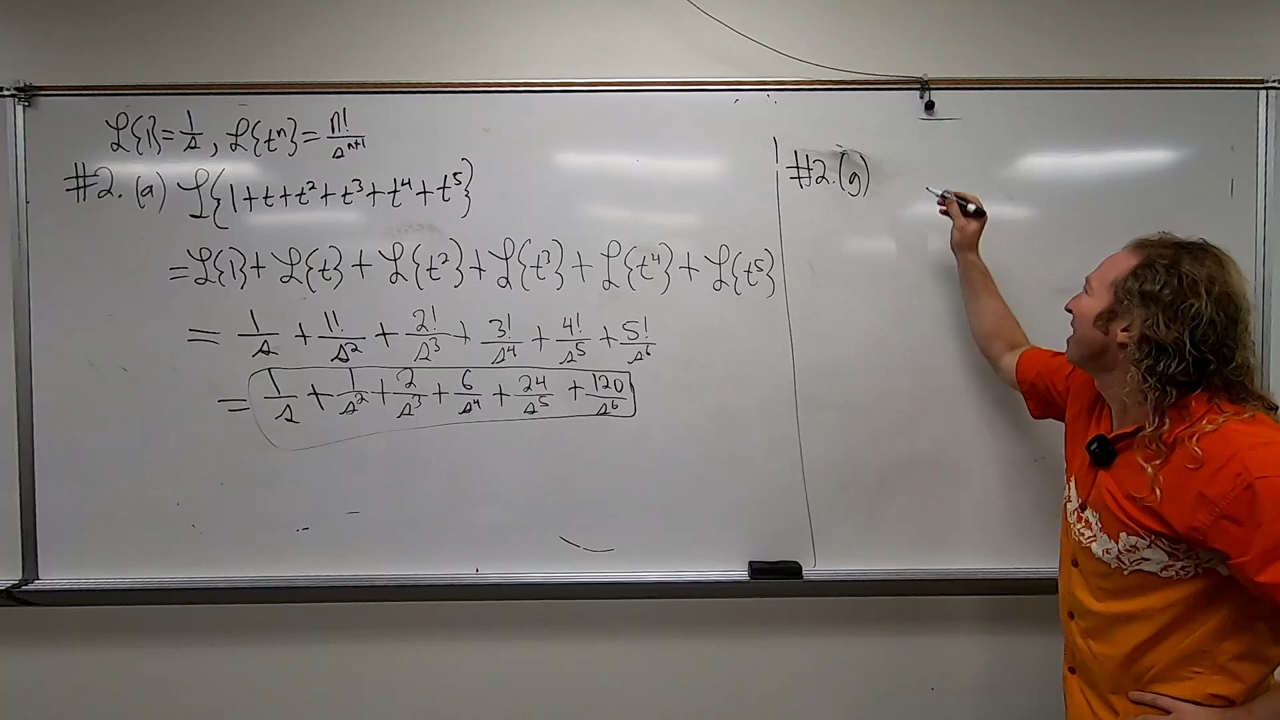 ℒ{1}=1/s, ℒ{tⁿ}=n!/sⁿ⁺¹
#2. (a) ℒ{1+t+t²+t³+t⁴+t⁵}
=ℒ{1}+ℒ{t}+ℒ{t²}+ℒ{t³}+ℒ{t⁴}+ℒ{t⁵}
= 1/s + 1!/s² + 2!/s³ + 3!/s⁴ + 4!/s⁵ + 5!/s⁶
= 1/s + 1/s² + 2/s³ + 6/s⁴ + 24/s⁵ + 120/s⁶
#2.(g)